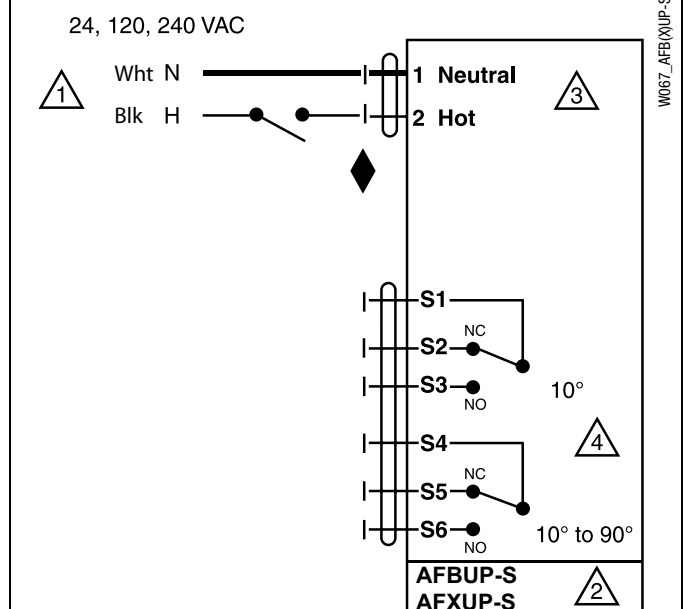 24, 120, 240 VAC
W067_AFB(X)UP-S
1
Wht N
1 Neutral
3
Blk H
2 Hot
S1
NC
S2
S3
NO
10°
S4
4
NC
S5
S6
NO
10° to 90°
AFBUP-S
2
AFXUP-S